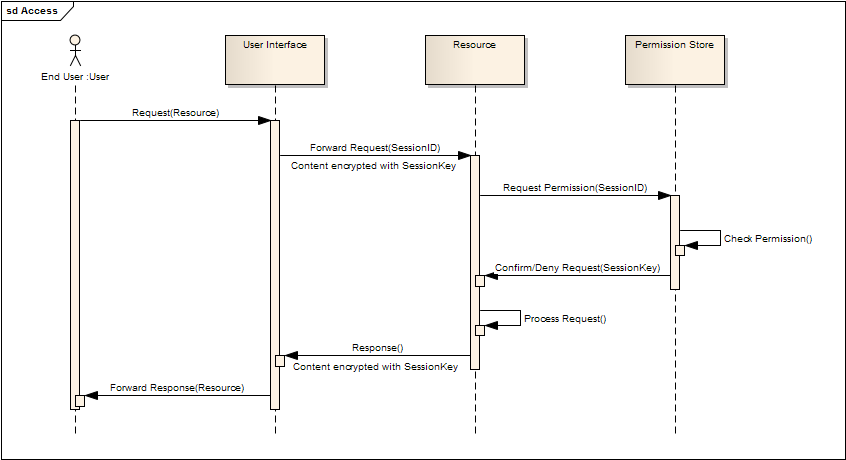 sd Access
End User :User
User Interface
Resource
Permission Store
Request(Resource)
Forward Request(SessionID)
Content encrypted with SessionKey
Request Permission(SessionID)
Check Permission()
Confirm/Deny Request(SessionKey)
Process Request()
Response()
Content encrypted with SessionKey
Forward Response(Resource)